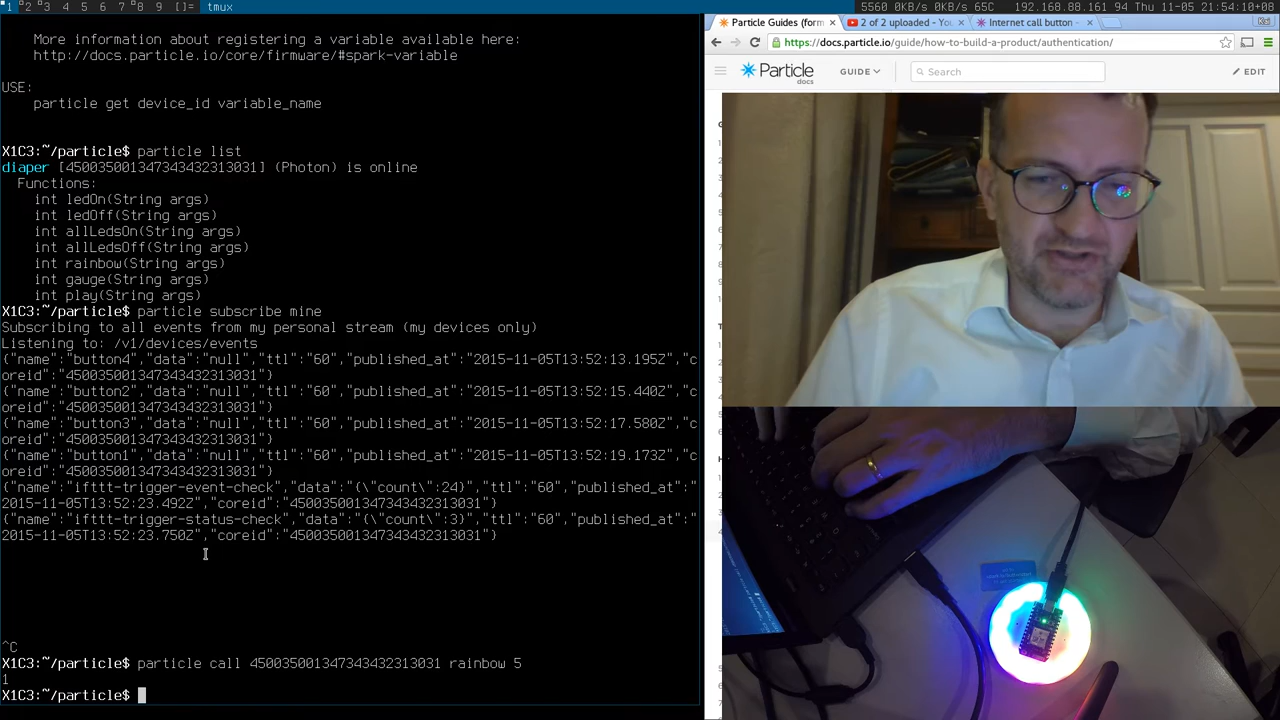 1 2 3 4 5 6 7 8 9 []= tmux
5560 0KB/s 0KB/s 65C 192.168.88.161 94 Thu 11-05 21:54:18+08
More information about registering a variable available here:
http://docs.particle.io/core/firmware/#spark-variable
USE:
particle get device_id variable_name
X1C3:~/particle$ particle list
diaper [450035001347343432313031] (Photon) is online
Functions:
int ledOn(String args)
int ledOff(String args)
int allLedsOn(String args)
int allLedsOff(String args)
int rainbow(String args)
int gauge(String args)
int play(String args)
X1C3:~/particle$ particle subscribe mine
Subscribing to all events from my personal stream (my devices only)
Listening to: /v1/devices/events
{"name":"button4","data":"null","ttl":"60","published_at":"2015-11-05T13:52:13.195Z","c
oreid":"450035001347343432313031"}
{"name":"button2","data":"null","ttl":"60","published_at":"2015-11-05T13:52:15.440Z","c
oreid":"450035001347343432313031"}
{"name":"button3","data":"null","ttl":"60","published_at":"2015-11-05T13:52:17.580Z","c
oreid":"450035001347343432313031"}
{"name":"button1","data":"null","ttl":"60","published_at":"2015-11-05T13:52:19.173Z","c
oreid":"450035001347343432313031"}
{"name":"ifttt-trigger-event-check","data":"{\"count\":24}","ttl":"60","published_at":"
2015-11-05T13:52:23.492Z","coreid":"450035001347343432313031"}
{"name":"ifttt-trigger-status-check","data":"{\"count\":3}","ttl":"60","published_at":"
2015-11-05T13:52:23.750Z","coreid":"450035001347343432313031"}
^C
X1C3:~/particle$ particle call 450035001347343432313031 rainbow 5
1
X1C3:~/particle$
Particle Guides (for
2 of 2 uploaded - You
Internet call button -
https://docs.particle.io/guide/how-to-build-a-product/authentication/
Particle
docs
GUIDE
Search
EDIT